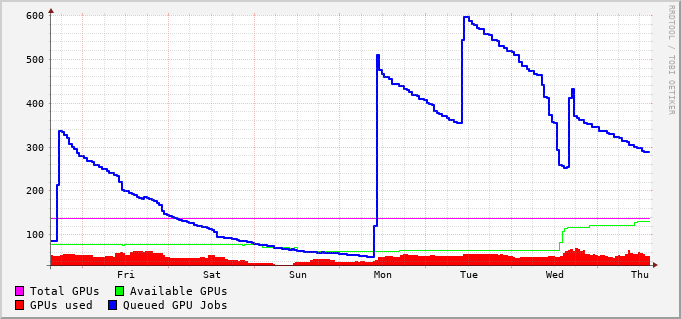 600
500
400
300
200
100
Fri Sat Sun Mon Tue Wed Thu
Total GPUs Available GPUs
GPUs used Queued GPU Jobs
RRDTOOL / TOBI OETIKER